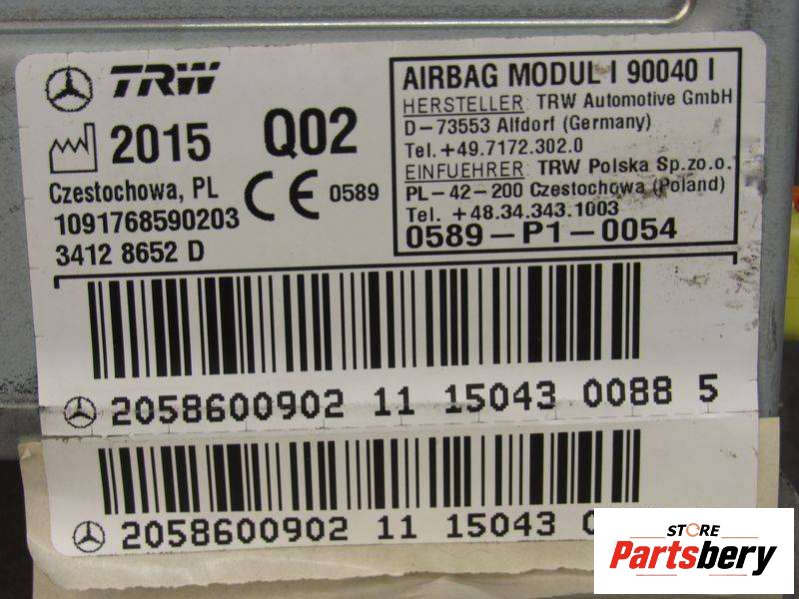 TRW
2015 Q02
Czestochowa, PL
CE 0589
1091768590203
3412 8652 D
AIRBAG MODUL I 90040 I
HERSTELLER: TRW Automotive GmbH
D-73553 Alfdorf (Germany)
Tel.+49.7172.302.0
EINFUEHRER: TRW Polska Sp.zo.o.
PL-42-200 Czestochowa (Poland)
Tel. +48.34.343.1003
0589-P1-0054
2058600902 11 15043 0088 5
2058600902 11 15043
STORE
Partsbery